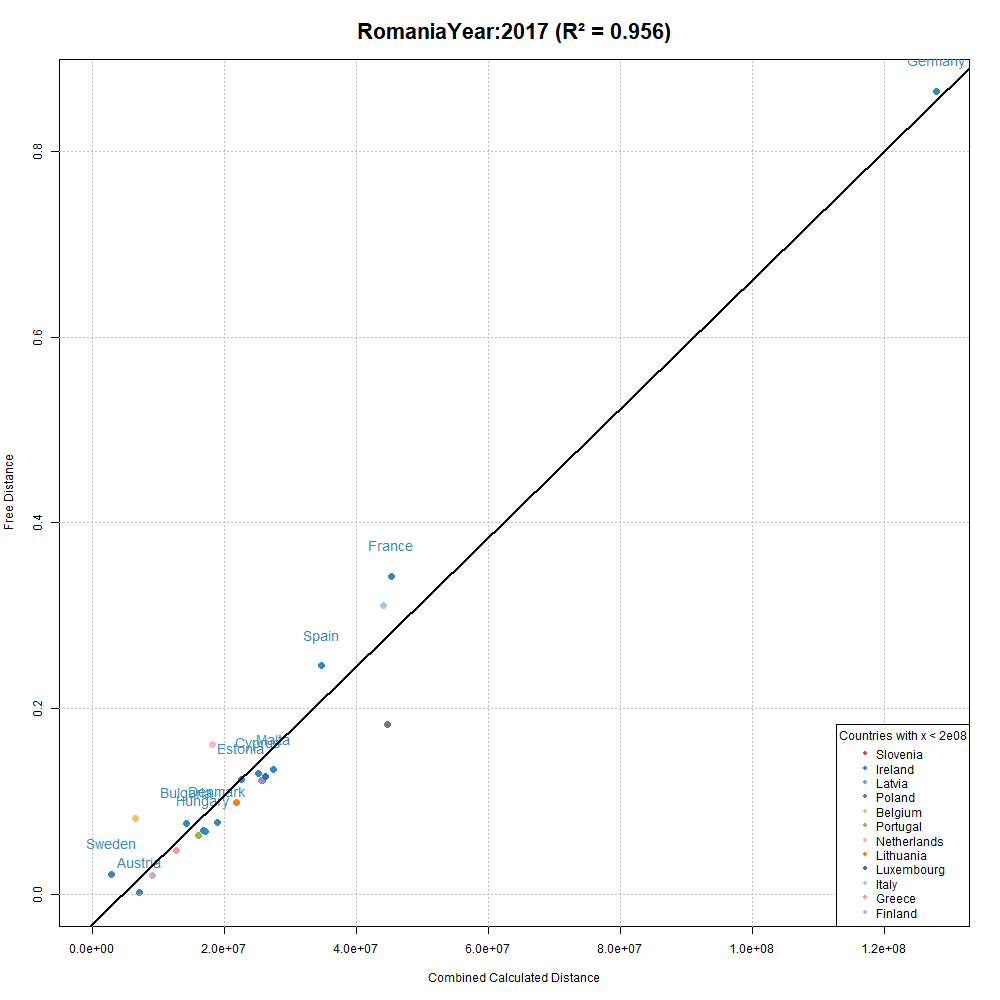 RomaniaYear:2017 (R² = 0.956)
Germany
0.8
0.6
Free Distance
0.4
France
Spain
0.2
Cyprus
Malta
Estonia
Bulgaria
Denmark
Hungary
Sweden
Austria
0.0
Countries with x < 2e08
Slovenia
Ireland
Latvia
Poland
Belgium
Portugal
Netherlands
Lithuania
Luxembourg
Italy
Greece
Finland
0.0e+00 2.0e+07 4.0e+07 6.0e+07 8.0e+07 1.0e+08 1.2e+08
Combined Calculated Distance